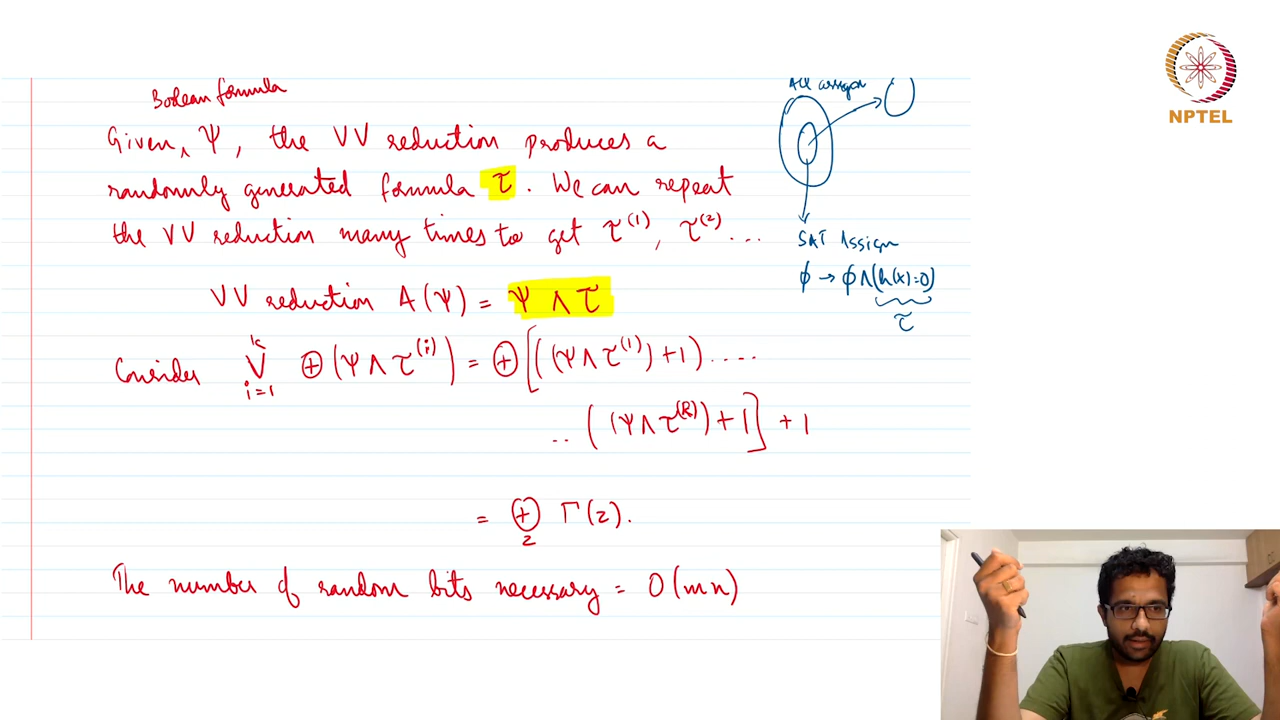 Boolean formula
Given ∧ Ψ, the VV reduction produces a
randomly generated formula τ. We can repeat
the VV reduction many times to get τ⁽¹⁾, τ⁽²⁾ ...
VV reduction A(Ψ) = Ψ ∧ τ
Consider k ∨ i=1 ⊕(Ψ∧τ⁽ⁱ⁾) = ⊕[((Ψ∧τ⁽¹⁾)+1) ....
.. ((Ψ∧τ⁽ᵏ⁾)+1] +1
= ⊕ z Γ(z).
The number of random bits necessary = O(mn)
All assign
SAT Assign
ϕ → ϕ∧(h(x)=0)
τ
NPTEL